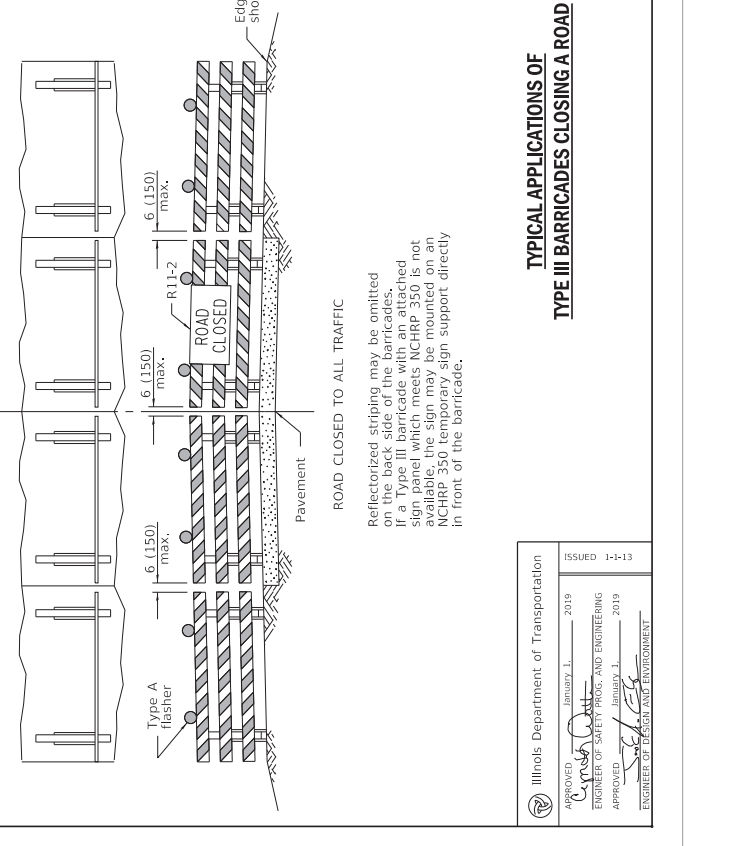 Edg
sho
6 (150)
max.
R11-2
ROAD
CLOSED
6 (150)
max.
Pavement
6 (150)
max.
Type A
flasher
ROAD CLOSED TO ALL TRAFFIC
Reflectorized striping may be omitted
on the back side of the barricades.
If a Type III barricade with an attached
sign panel which meets NCHRP 350 is not
available, the sign may be mounted on an
NCHRP 350 temporary sign support directly
in front of the barricade.
TYPICAL APPLICATIONS OF
TYPE III BARRICADES CLOSING A ROAD
Illinois Department of Transportation
APPROVED January 1, 2019
ENGINEER OF SAFETY PROG. AND ENGINEERING
APPROVED January 1, 2019
ENGINEER OF DESIGN AND ENVIRONMENT
ISSUED 1-1-13